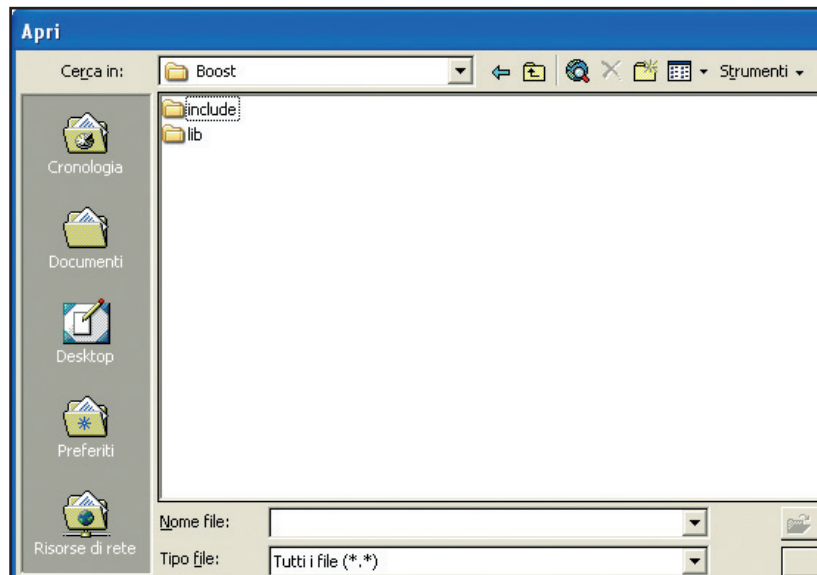 Apri
Cerca in: Boost Strumenti
include
lib
Cronologia
Documenti
Desktop
Preferiti
Risorse di rete
Nome file:
Tipo file: Tutti i file (*.*)